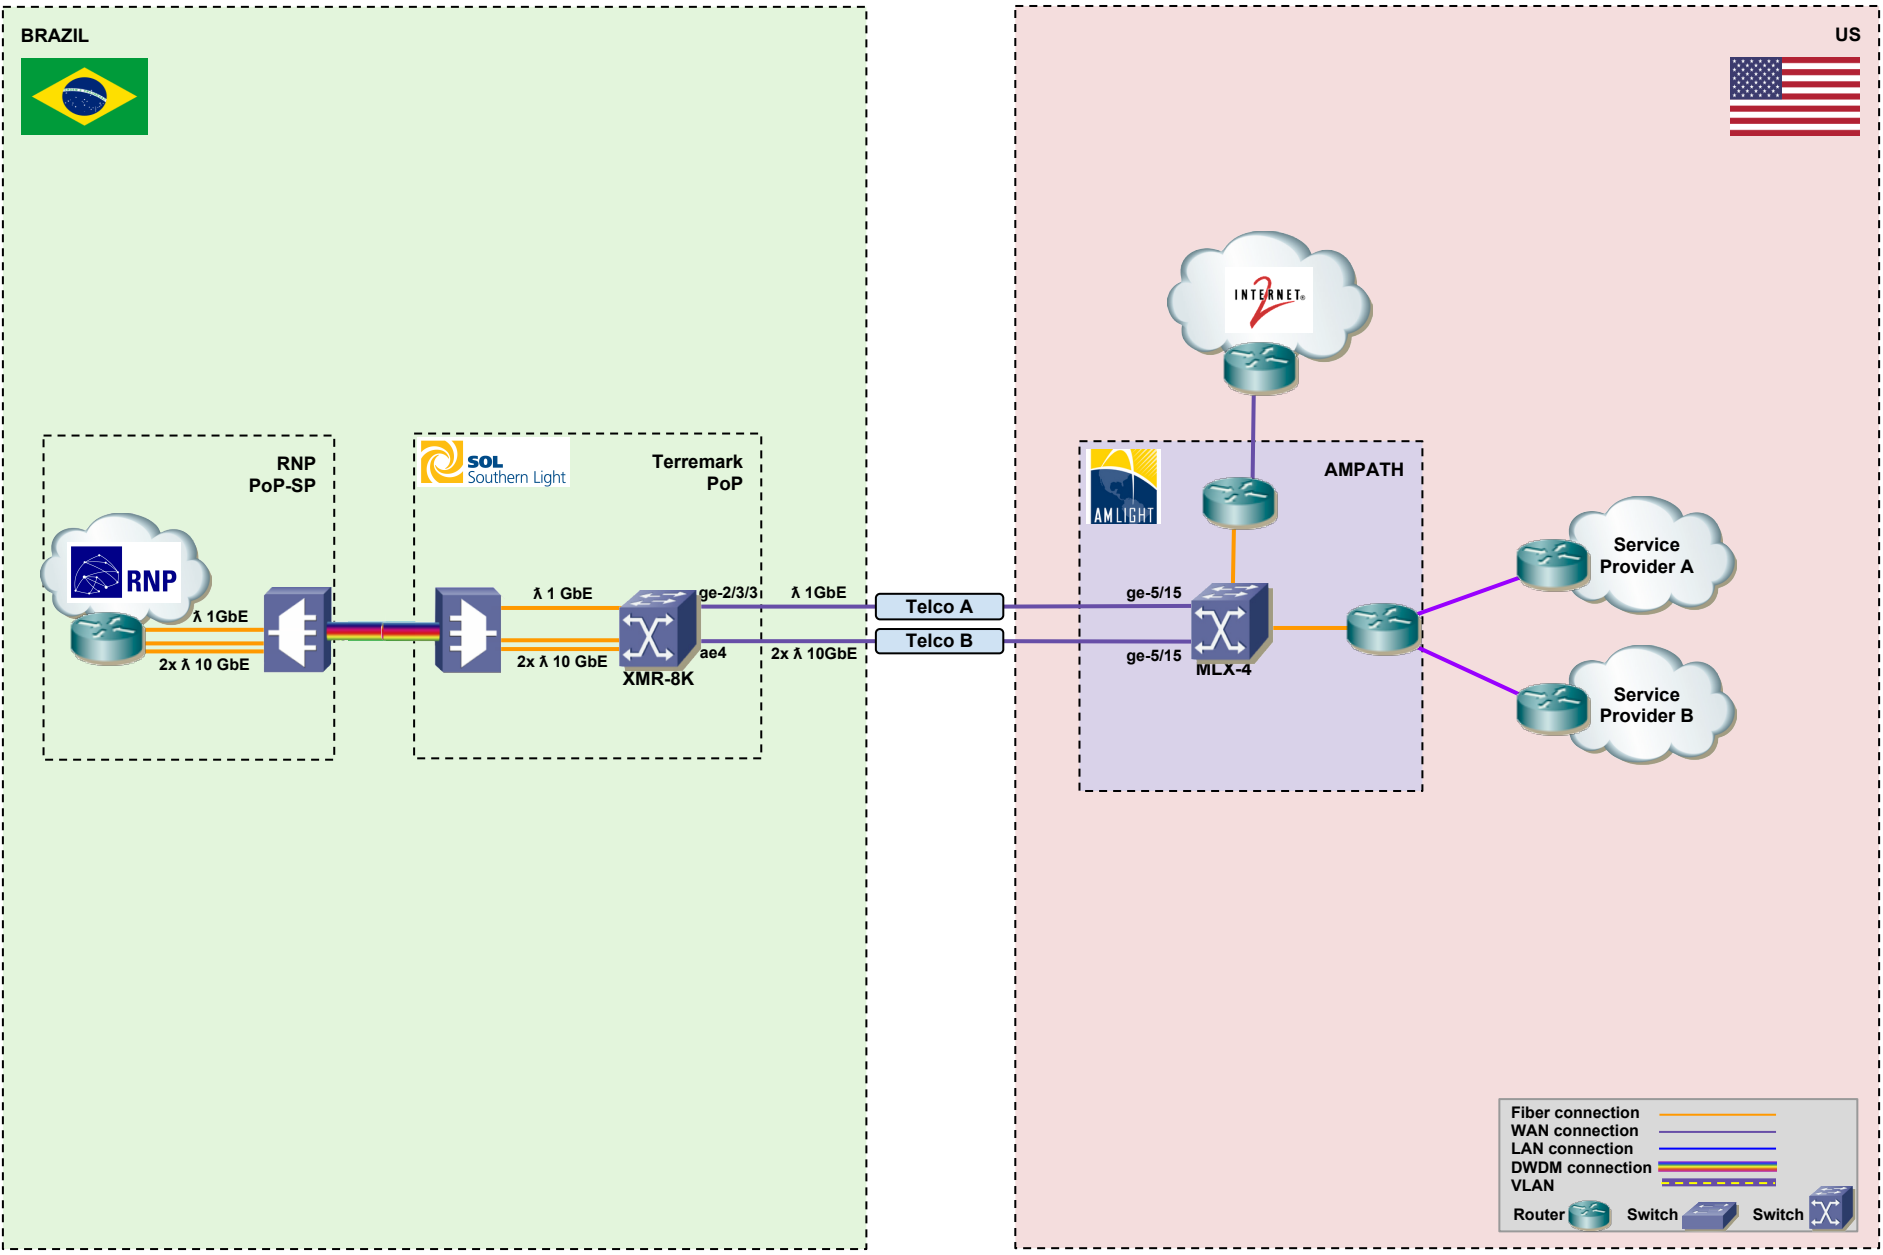 BRAZIL
US
INTERNET®
2
RNP
PoP-SP
SOL
Southern Light
Terremark
PoP
AMPATH
AMLIGHT
RNP
ƛ 1GbE
2x ƛ 10 GbE
ƛ 1 GbE
2x ƛ 10 GbE
XMR-8K
ge-2/3/3
ae4
ƛ 1GbE
2x ƛ 10GbE
Telco A
Telco B
ge-5/15
ge-5/15
MLX-4
Service
Provider A
Service
Provider B
Fiber connection
WAN connection
LAN connection
DWDM connection
VLAN
Router Switch Switch